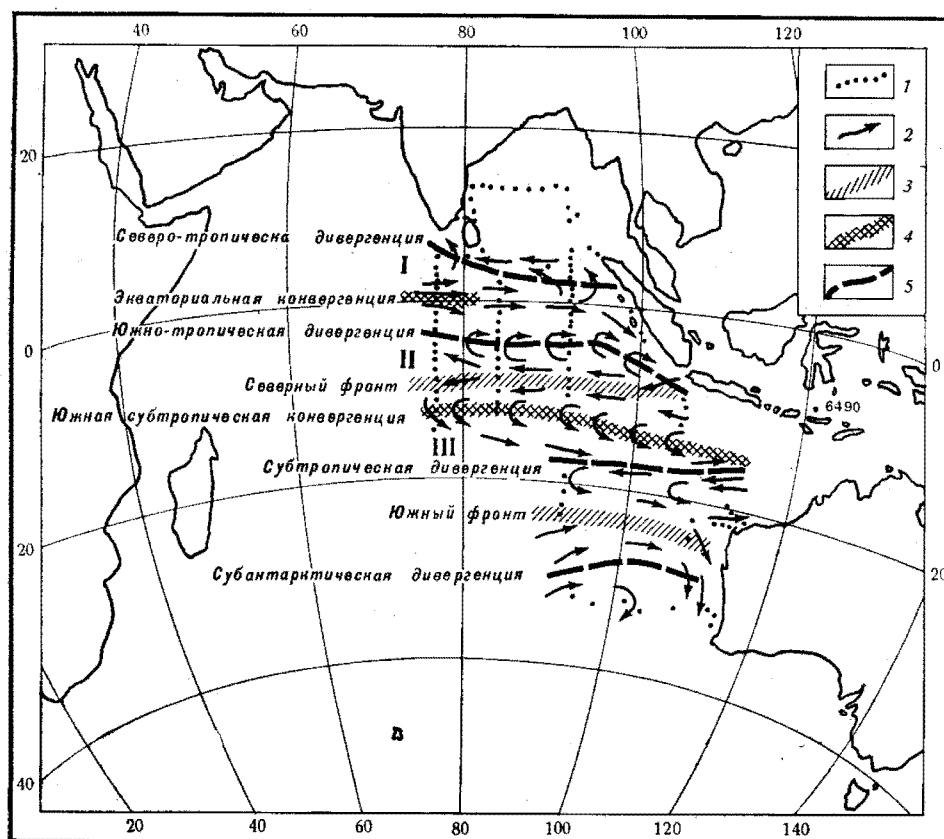 40 60 80 100 120
1
2
3
4
5
20
Северо-тропическа дивергенция
I
Экваториальная конвергенция
Южно-тропическая дивергенция
0
0
II
Северный фронт
Южная субтропическая конвергенция
6490
III
Субтропическая дивергенция
Южный фронт
20
20
Субантарктическая дивергенция
40
20 40 60 80 100 120 140